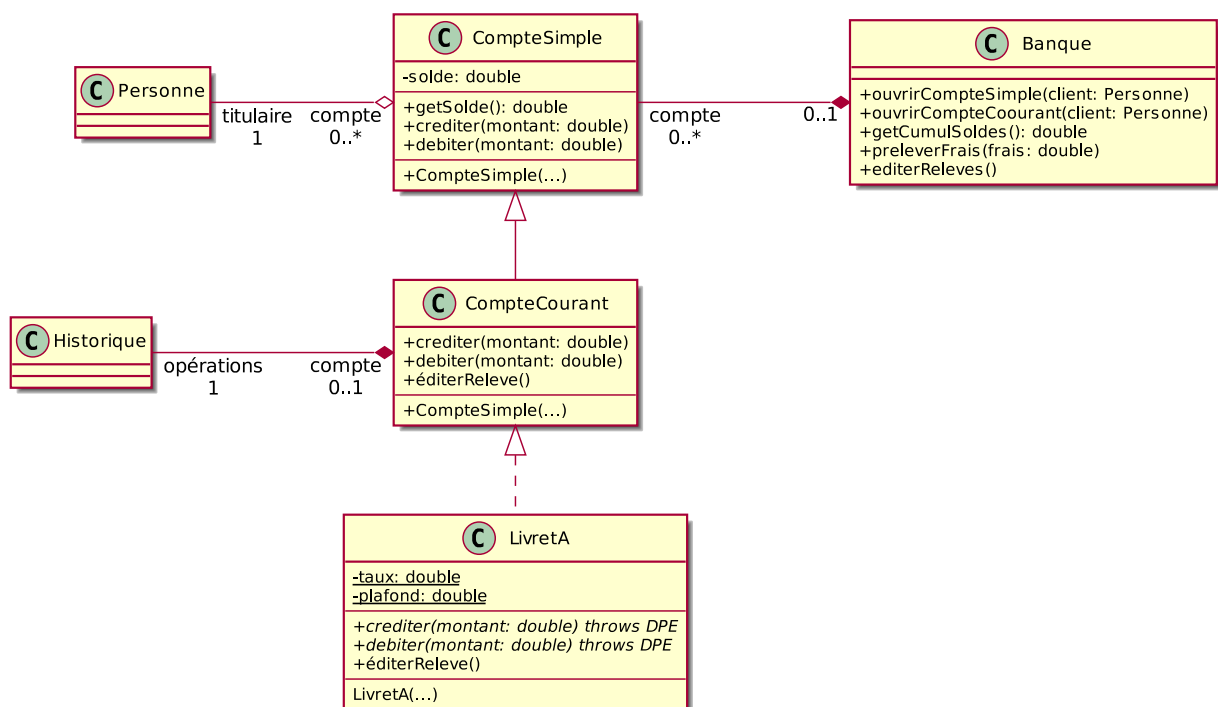 C CompteSimple
-solde: double
+getSolde(): double
+crediter(montant: double)
+debiter(montant: double)
+CompteSimple(...)
C Personne
titulaire
1
compte
0..*
compte
0..*
0..1
C Banque
+ouvrirCompteSimple(client: Personne)
+ouvrirCompteCoourant(client: Personne)
+getCumulSoldes(): double
+preleverFrais(frais: double)
+editerReleves()
C CompteCourant
+crediter(montant: double)
+debiter(montant: double)
+éditerReleve()
+CompteSimple(...)
C Historique
opérations
1
compte
0..1
C LivretA
-taux: double
-plafond: double
+crediter(montant: double) throws DPE
+debiter(montant: double) throws DPE
+éditerReleve()
LivretA(...)